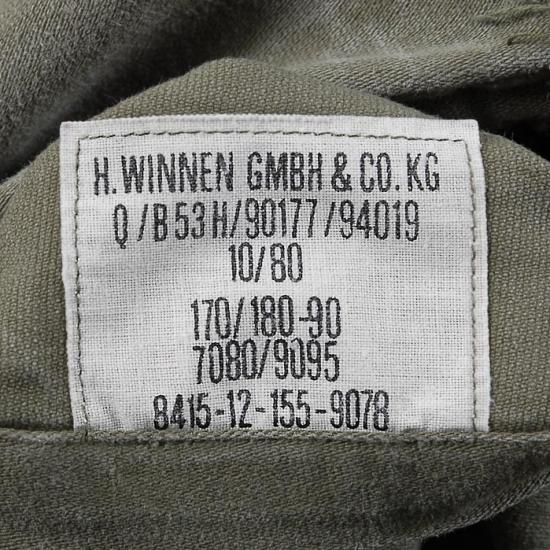 H. WINNEN GMBH & CO. KG
Q/B53H/90177/94019
10/80
170/180-90
7080/9095
8415-12-155-9078